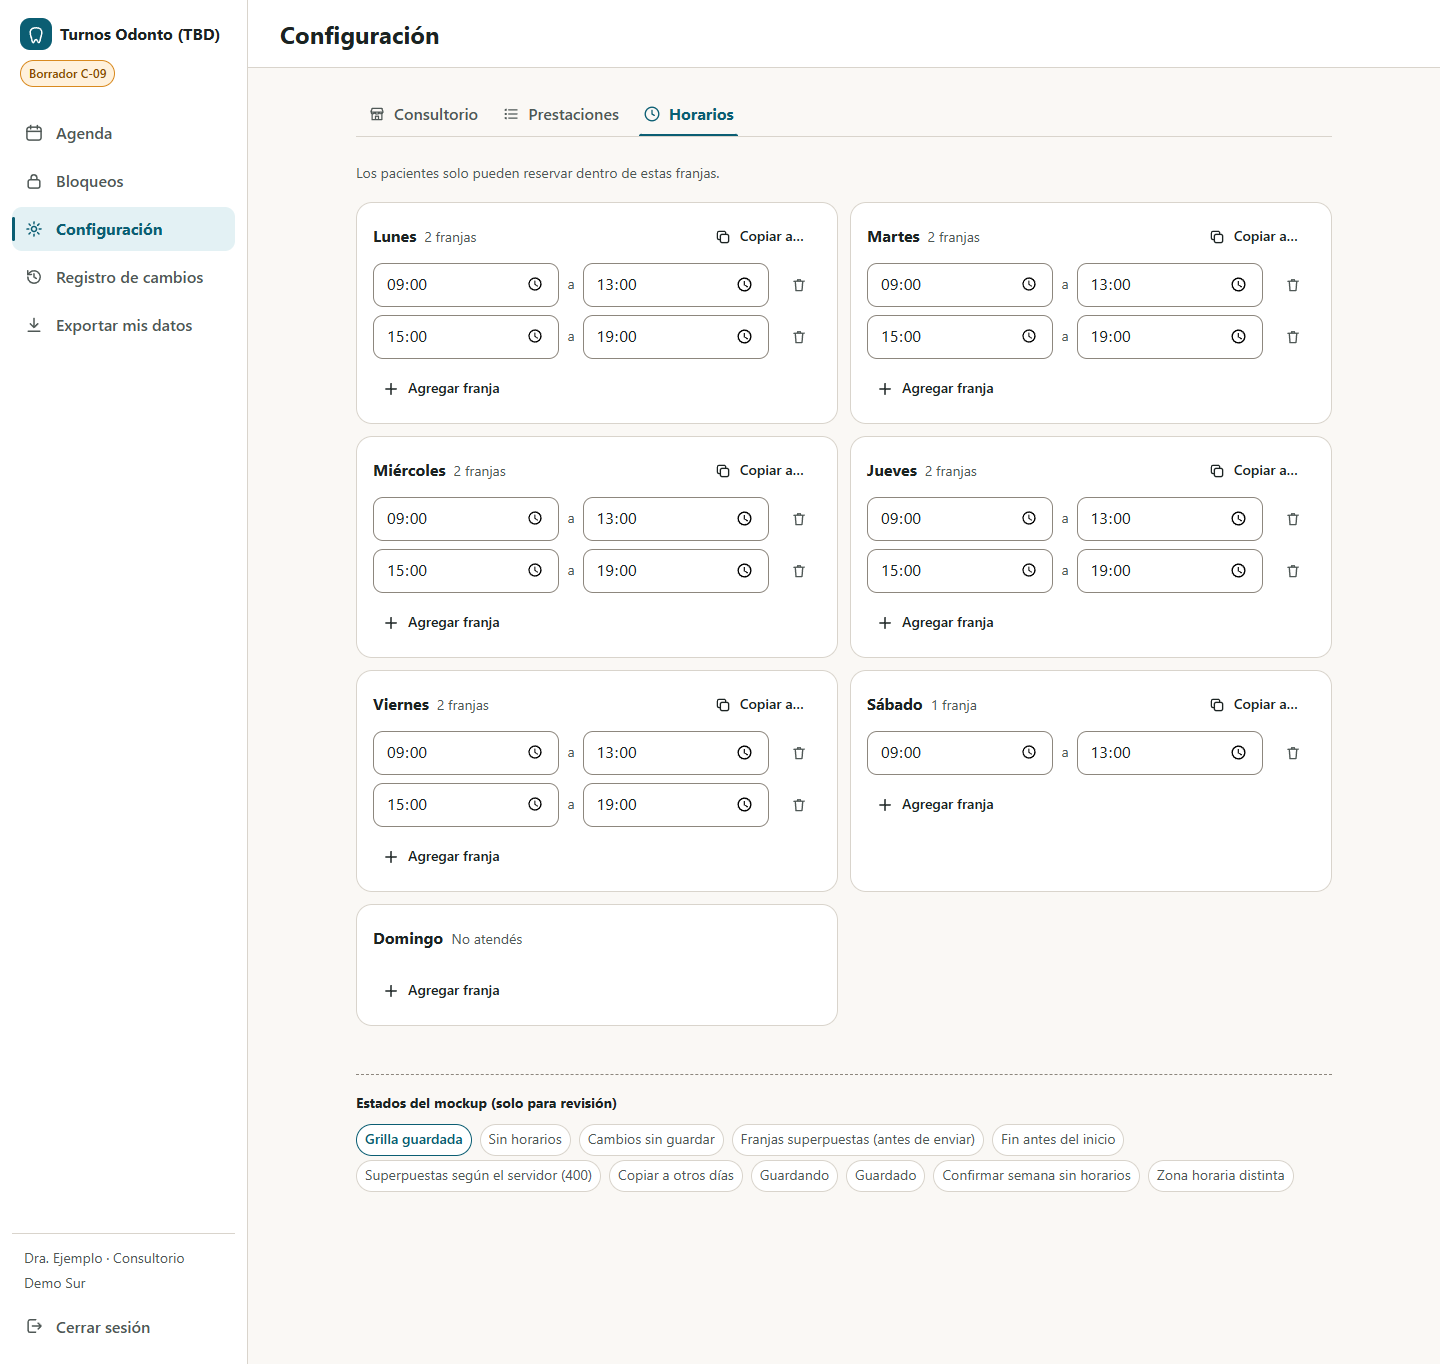 Turnos Odonto (TBD)
Borrador C-09
Agenda
Bloqueos
Configuración
Registro de cambios
Exportar mis datos
Dra. Ejemplo · Consultorio
Demo Sur
Cerrar sesión
Configuración
Consultorio Prestaciones Horarios
Los pacientes solo pueden reservar dentro de estas franjas.
Lunes 2 franjas Copiar a...
09:00 a 13:00
15:00 a 19:00
Agregar franja
Martes 2 franjas Copiar a...
09:00 a 13:00
15:00 a 19:00
Agregar franja
Miércoles 2 franjas Copiar a...
09:00 a 13:00
15:00 a 19:00
Agregar franja
Jueves 2 franjas Copiar a...
09:00 a 13:00
15:00 a 19:00
Agregar franja
Viernes 2 franjas Copiar a...
09:00 a 13:00
15:00 a 19:00
Agregar franja
Sábado 1 franja Copiar a...
09:00 a 13:00
Agregar franja
Domingo No atendés
Agregar franja
Estados del mockup (solo para revisión)
Grilla guardada Sin horarios Cambios sin guardar Franjas superpuestas (antes de enviar) Fin antes del inicio
Superpuestas según el servidor (400) Copiar a otros días Guardando Guardado Confirmar semana sin horarios Zona horaria distinta